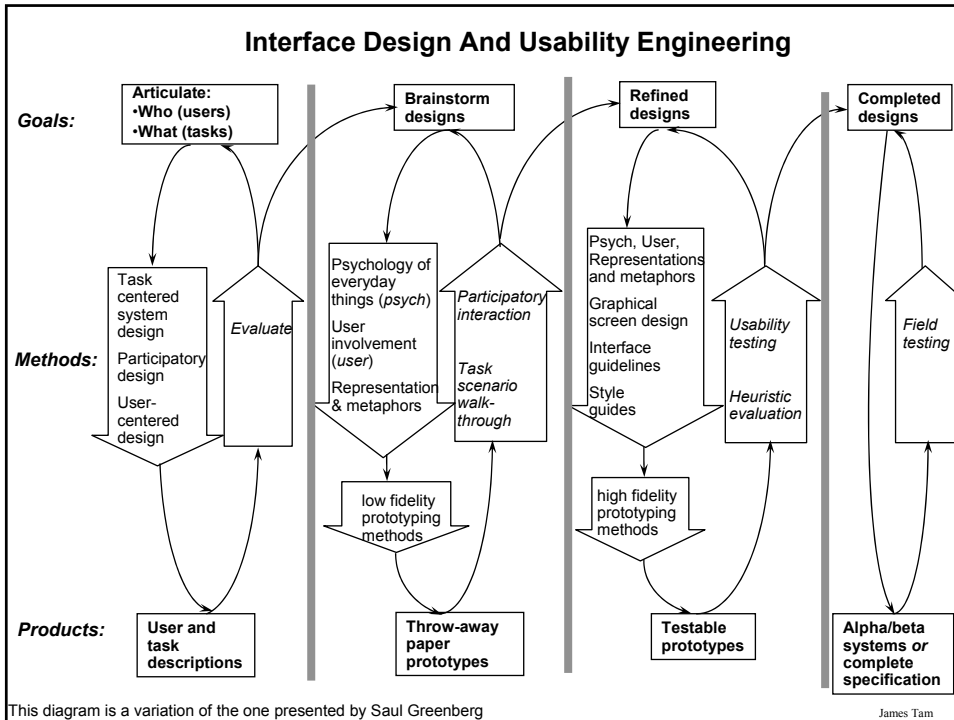 Interface Design And Usability Engineering
Goals:
Articulate:
•Who (users)
•What (tasks)
Brainstorm
designs
Refined
designs
Completed
designs
Methods:
Task
centered
system
design
Participatory
design
User-
centered
design
Evaluate
Psychology of
everyday
things (psych)
User
involvement
(user)
Representation
& metaphors
low fidelity
prototyping
methods
Participatory
interaction
Task
scenario
walk-
through
Psych, User,
Representations
and metaphors
Graphical
screen design
Interface
guidelines
Style
guides
high fidelity
prototyping
methods
Usability
testing
Heuristic
evaluation
Field
testing
Products:
User and
task
descriptions
Throw-away
paper
prototypes
Testable
prototypes
Alpha/beta
systems or
complete
specification
This diagram is a variation of the one presented by Saul Greenberg
James Tam